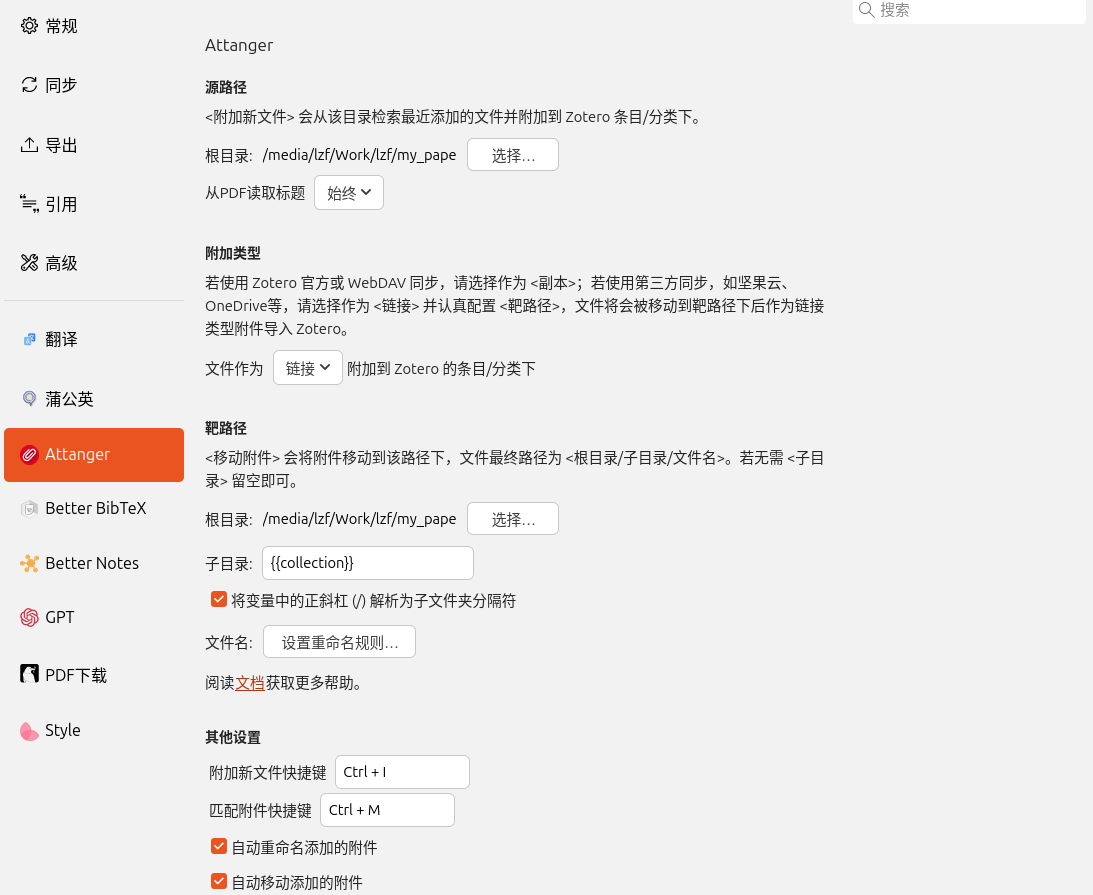 常规
同步
导出
引用
高级
翻译
蒲公英
Attanger
Better BibTeX
Better Notes
GPT
PDF下载
Style
搜索
Attanger
源路径
<附加新文件> 会从该目录检索最近添加的文件并附加到 Zotero 条目/分类下。
根目录: /media/lzf/Work/lzf/my_pape 选择…
从PDF读取标题 始终
附加类型
若使用 Zotero 官方或 WebDAV 同步，请选择作为 <副本>；若使用第三方同步，如坚果云、
OneDrive等，请选择作为 <链接> 并认真配置 <靶路径>，文件将会被移动到靶路径下后作为链接
类型附件导入 Zotero。
文件作为 链接 附加到 Zotero 的条目/分类下
靶路径
<移动附件> 会将附件移动到该路径下，文件最终路径为 <根目录/子目录/文件名>。若无需 <子目
录> 留空即可。
根目录: /media/lzf/Work/lzf/my_pape 选择…
子目录: {{collection}}
将变量中的正斜杠 (/) 解析为子文件夹分隔符
文件名: 设置重命名规则…
阅读文档获取更多帮助。
其他设置
附加新文件快捷键 Ctrl + I
匹配附件快捷键 Ctrl + M
自动重命名添加的附件
自动移动添加的附件